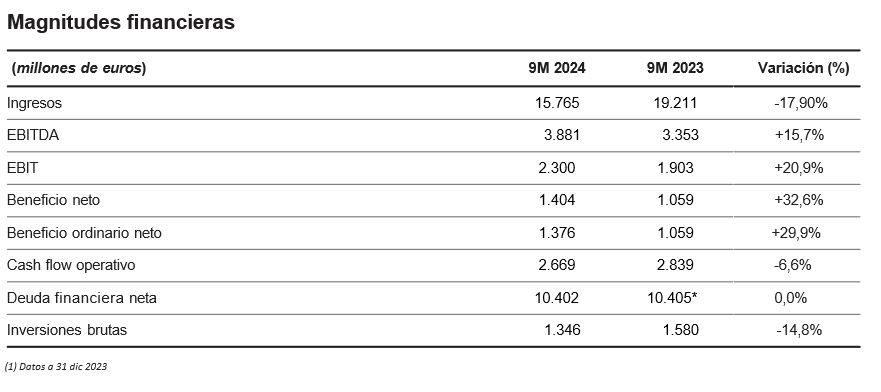 Magnitudes financieras
(millones de euros) 9M 2024 9M 2023 Variación (%)
Ingresos 15.765 19.211 -17,90%
EBITDA 3.881 3.353 +15,7%
EBIT 2.300 1.903 +20,9%
Beneficio neto 1.404 1.059 +32,6%
Beneficio ordinario neto 1.376 1.059 +29,9%
Cash flow operativo 2.669 2.839 -6,6%
Deuda financiera neta 10.402 10.405* 0,0%
Inversiones brutas 1.346 1.580 -14,8%
(1) Datos a 31 dic 2023